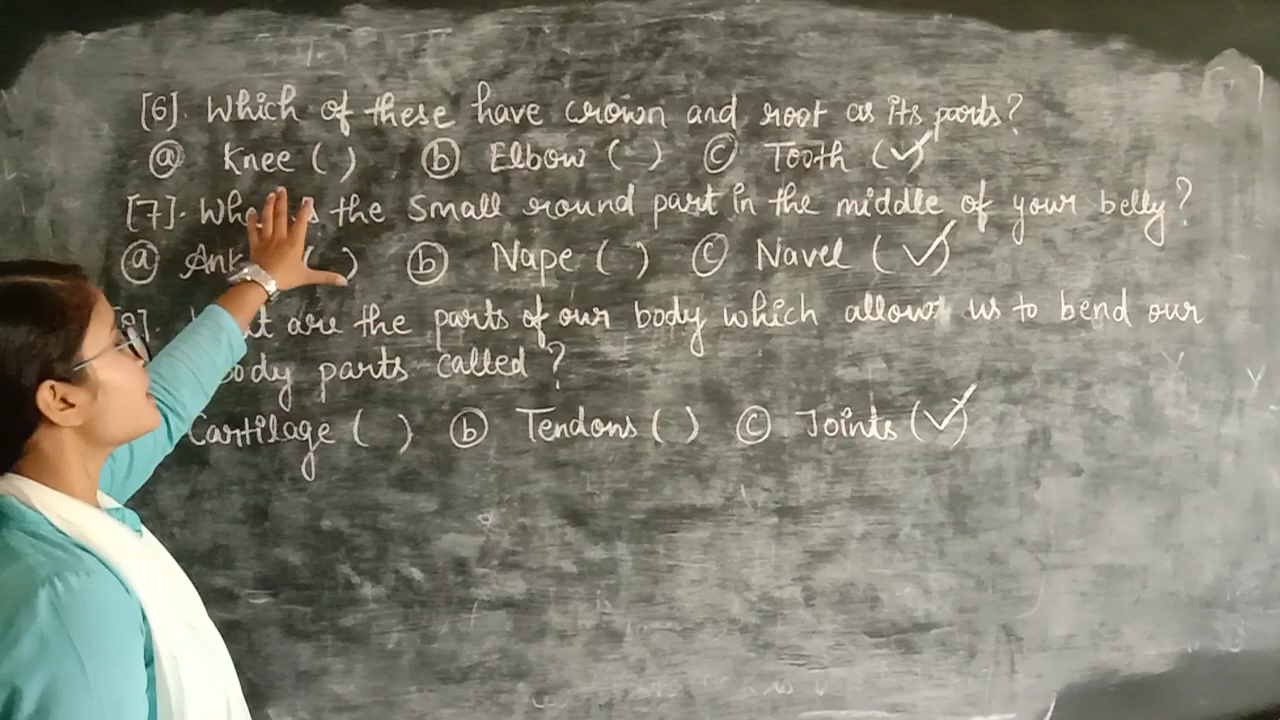 [6]. Which of these have crown and root as its parts?
(a) Knee ( ) (b) Elbow ( ) (c) Tooth (✓)
[7]. the small round part in the middle of your belly?
(a) ( ) (b) Nape ( ) (c) Navel (✓)
are the parts of our body which allows us to bend our
body parts called?
Cartilage ( ) (b) Tendons ( ) (c) Joints (✓)